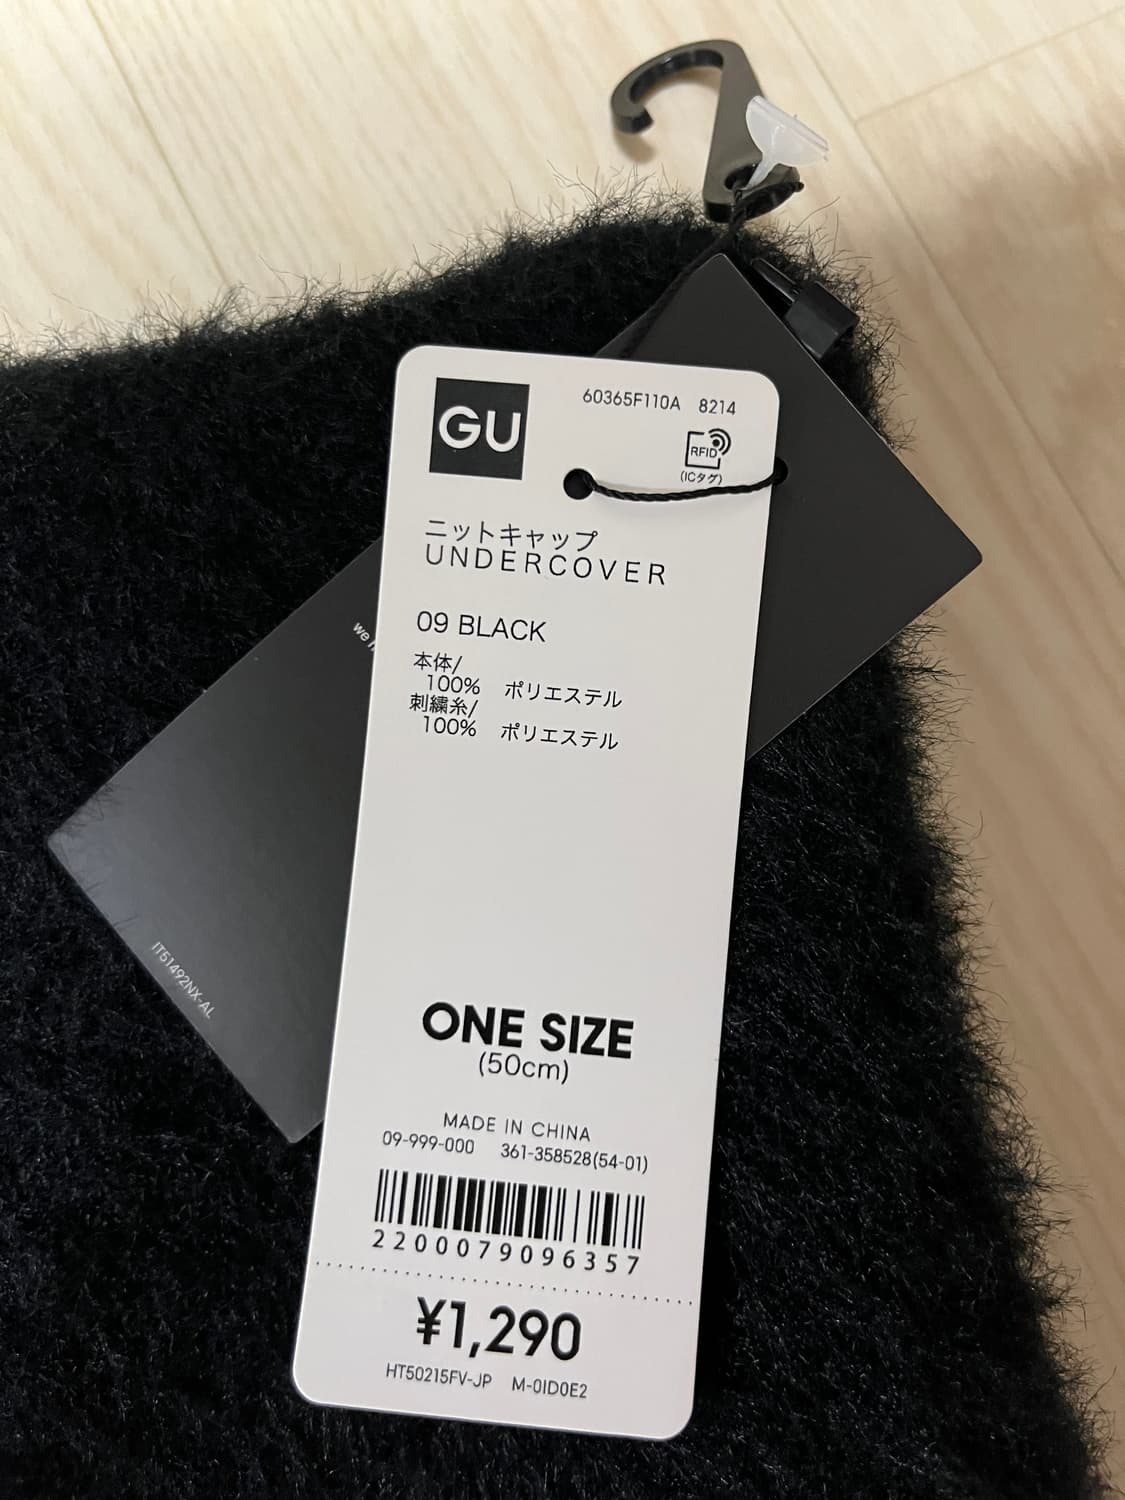 GU
60365F110A 8214
RFID
(ICタグ)
ニットキャップ
UNDERCOVER
09 BLACK
本体/
100% ポリエステル
刺繍糸/
100% ポリエステル
we
IT51492NX-AL
ONE SIZE
(50cm)
MADE IN CHINA
09-999-000 361-358528(54-01)
2200079096357
¥1,290
HT50215FV-JP M-0ID0E2